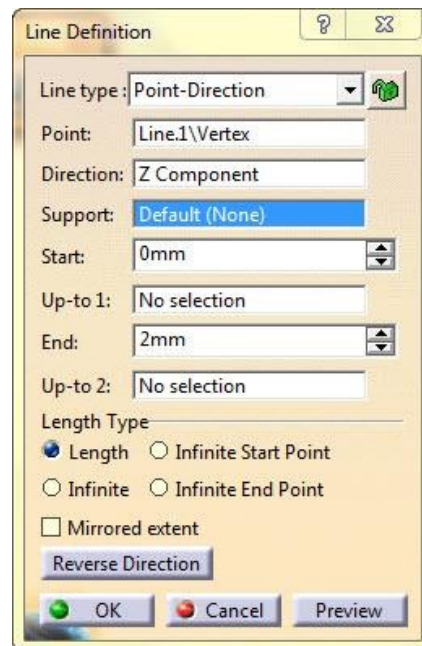 Line Definition
Line type : Point-Direction
Point: Line.1\Vertex
Direction: Z Component
Support: Default (None)
Start: 0mm
Up-to 1: No selection
End: 2mm
Up-to 2: No selection
Length Type
Length Infinite Start Point
Infinite Infinite End Point
Mirrored extent
Reverse Direction
OK Cancel Preview